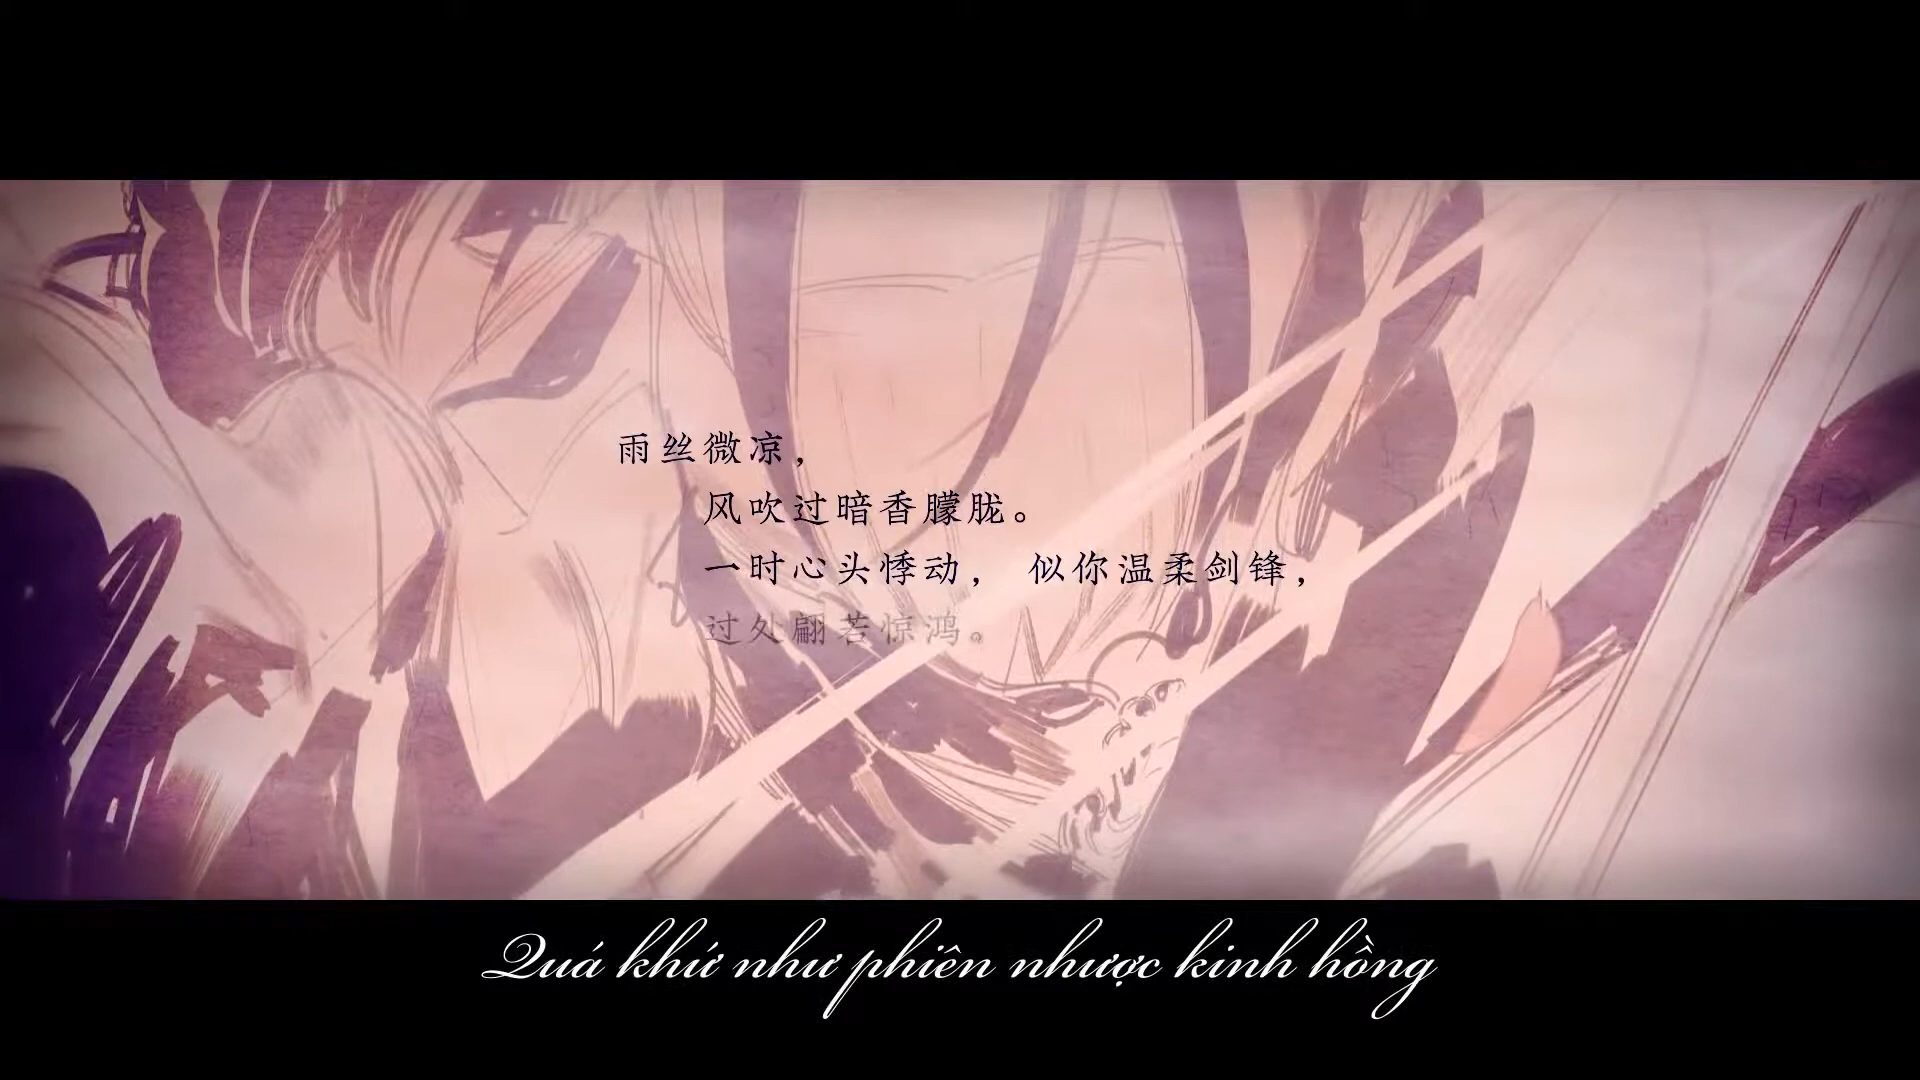 雨丝微凉，
风吹过暗香朦胧。
一时心头悸动， 似你温柔剑锋，
过处翩若惊鸿。
Quá khứ như phiên nhược kinh hồng